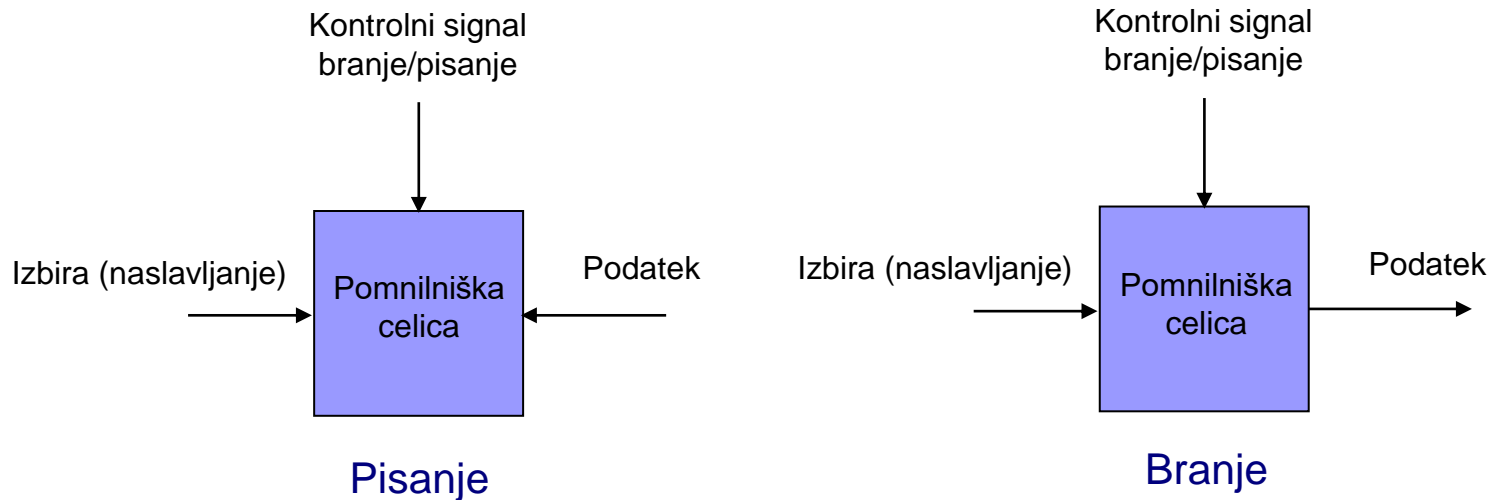 Kontrolni signal
branje/pisanje
Izbira (naslavljanje)
Pomnilniška
celica
Podatek
Pisanje
Kontrolni signal
branje/pisanje
Izbira (naslavljanje)
Pomnilniška
celica
Podatek
Branje